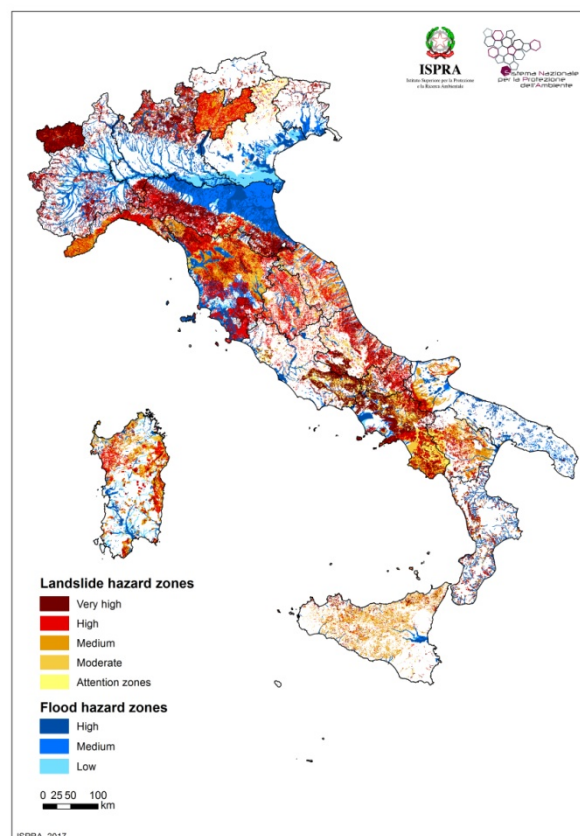 ISPRA
Istituto Superiore per la Protezione
e la Ricerca Ambientale
Sistema Nazionale
per la Protezione
dell'Ambiente
Landslide hazard zones
Very high
High
Medium
Moderate
Attention zones
Flood hazard zones
High
Medium
Low
0 25 50 100
km
ISPRA, 2017